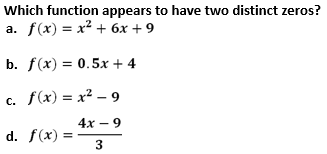 Which function appears to have two distinct zeros?
a. f(x) = x² + 6x + 9
b. f(x) = 0.5x + 4
c. f(x) = x² − 9
d. f(x) = (4x − 9)/3